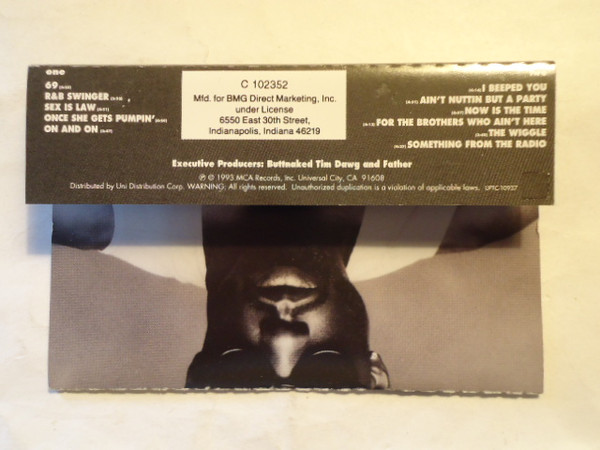 one
69
R&B SWINGER
SEX IS LAW
ONCE SHE GETS PUMPIN'
ON AND ON
C 102352
Mfd. for BMG Direct Marketing, Inc.
under License
6550 East 30th Street,
Indianapolis, Indiana 46219
I BEEPED YOU
AIN'T NUTTIN BUT A PARTY
NOW IS THE TIME
FOR THE BROTHERS WHO AIN'T HERE
THE WIGGLE
SOMETHING FROM THE RADIO
Executive Producers: Buttnaked Tim Dawg and Father
℗ © 1993 MCA Records, Inc. Universal City, CA 91608
Distributed by Uni Distribution Corp. WARNING: All rights reserved. Unauthorized duplication is a violation of applicable laws. UPTC-10937